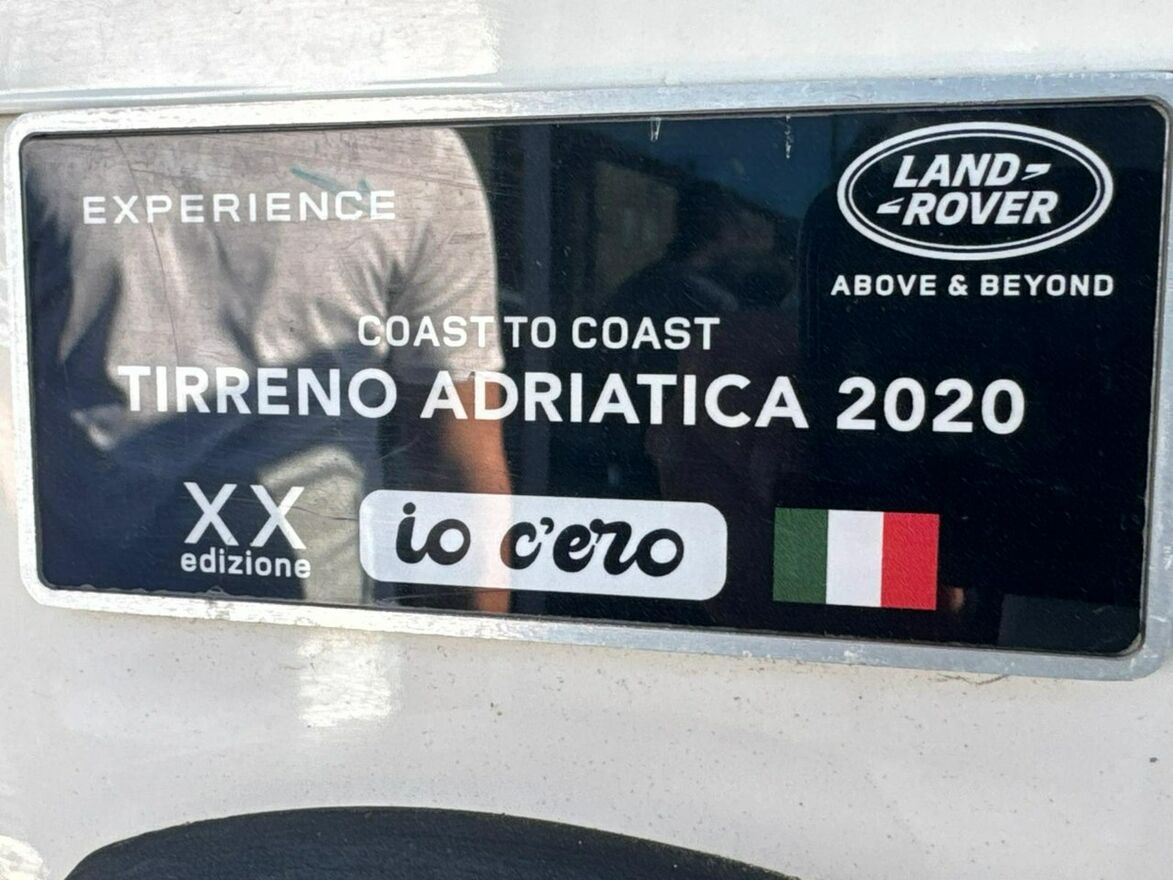 EXPERIENCE
LAND
ROVER
ABOVE & BEYOND
COAST TO COAST
TIRRENO ADRIATICA 2020
XX
edizione
io c'ero